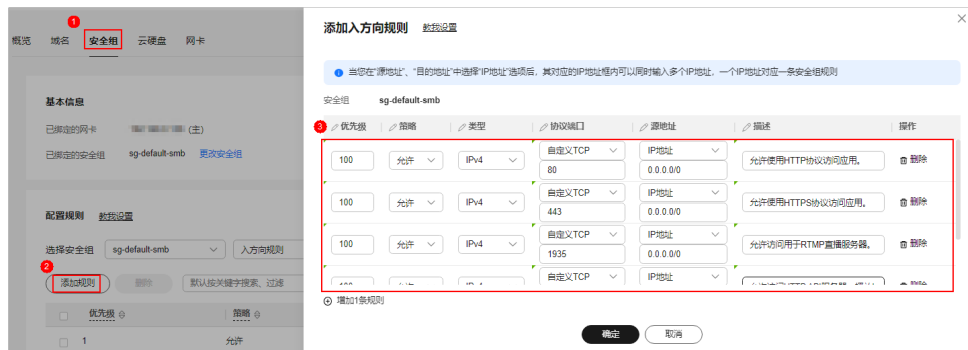 1
概览 域名 安全组 云硬盘 网卡
基本信息
已绑定的网卡 (主)
已绑定的安全组 sg-default-smb 更改安全组
配置规则 教我设置
选择安全组 sg-default-smb 入方向规则
2
添加规则 删除 默认按关键字搜索、过滤
优先级 策略
1 允许
添加入方向规则 教我设置
当您在“源地址”、“目的地址”中选择“IP地址”选项后，其对应的IP地址框内可以同时输入多个IP地址，一个IP地址对应一条安全组规则
安全组 sg-default-smb
3 优先级 策略 类型 协议端口 源地址 描述 操作
100 允许 IPv4 自定义TCP IP地址 允许使用HTTP协议访问应用。 删除
80 0.0.0.0/0
100 允许 IPv4 自定义TCP IP地址 允许使用HTTPS协议访问应用。 删除
443 0.0.0.0/0
100 允许 IPv4 自定义TCP IP地址 允许访问用于RTMP直播服务器。 删除
1935 0.0.0.0/0
自定义TCP IP地址
增加1条规则
确定 取消